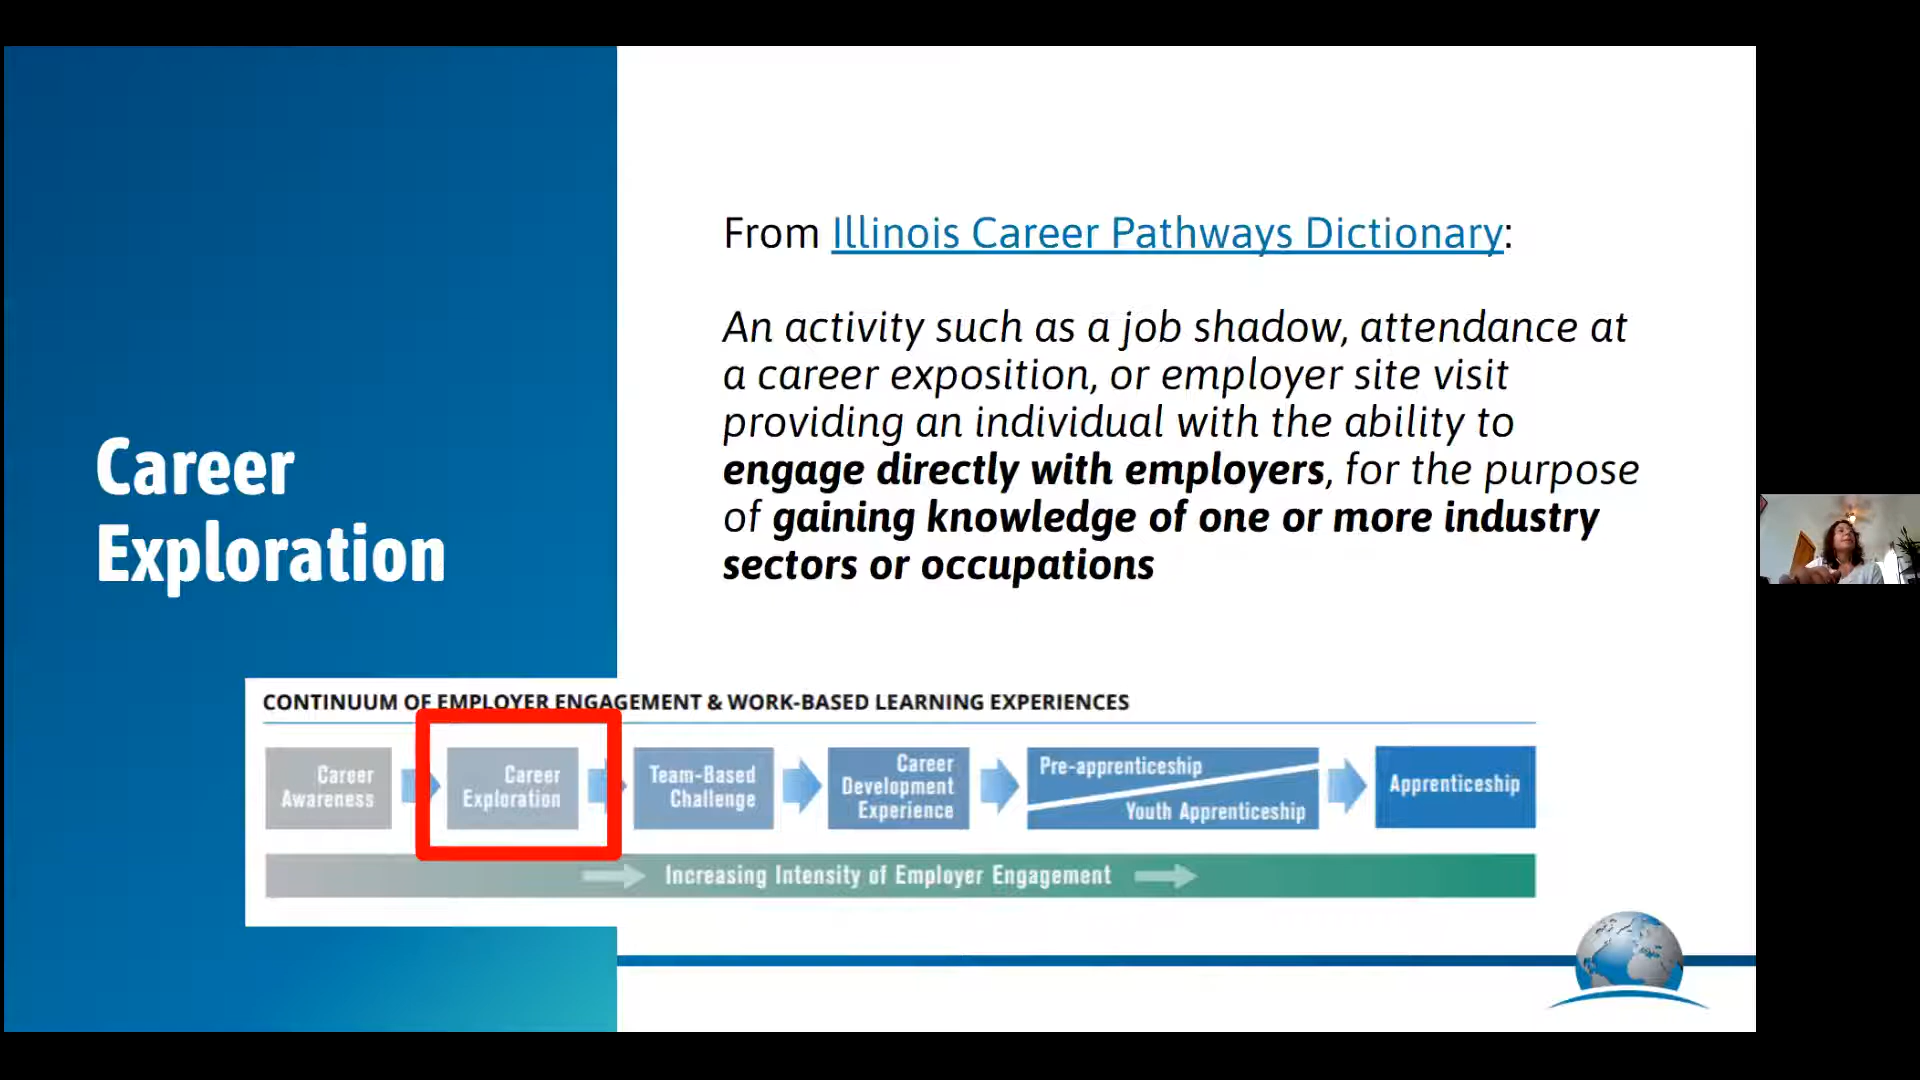 From Illinois Career Pathways Dictionary:
An activity such as a job shadow, attendance at
a career exposition, or employer site visit
providing an individual with the ability to
engage directly with employers, for the purpose
of gaining knowledge of one or more industry
sectors or occupations
Career
Exploration
CONTINUUM OF EMPLOYER ENGAGEMENT & WORK-BASED LEARNING EXPERIENCES
Career
Awareness
Career
Exploration
Team-Based
Challenge
Career
Development
Experience
Pre-apprenticeship
Youth Apprenticeship
Apprenticeship
Increasing Intensity of Employer Engagement